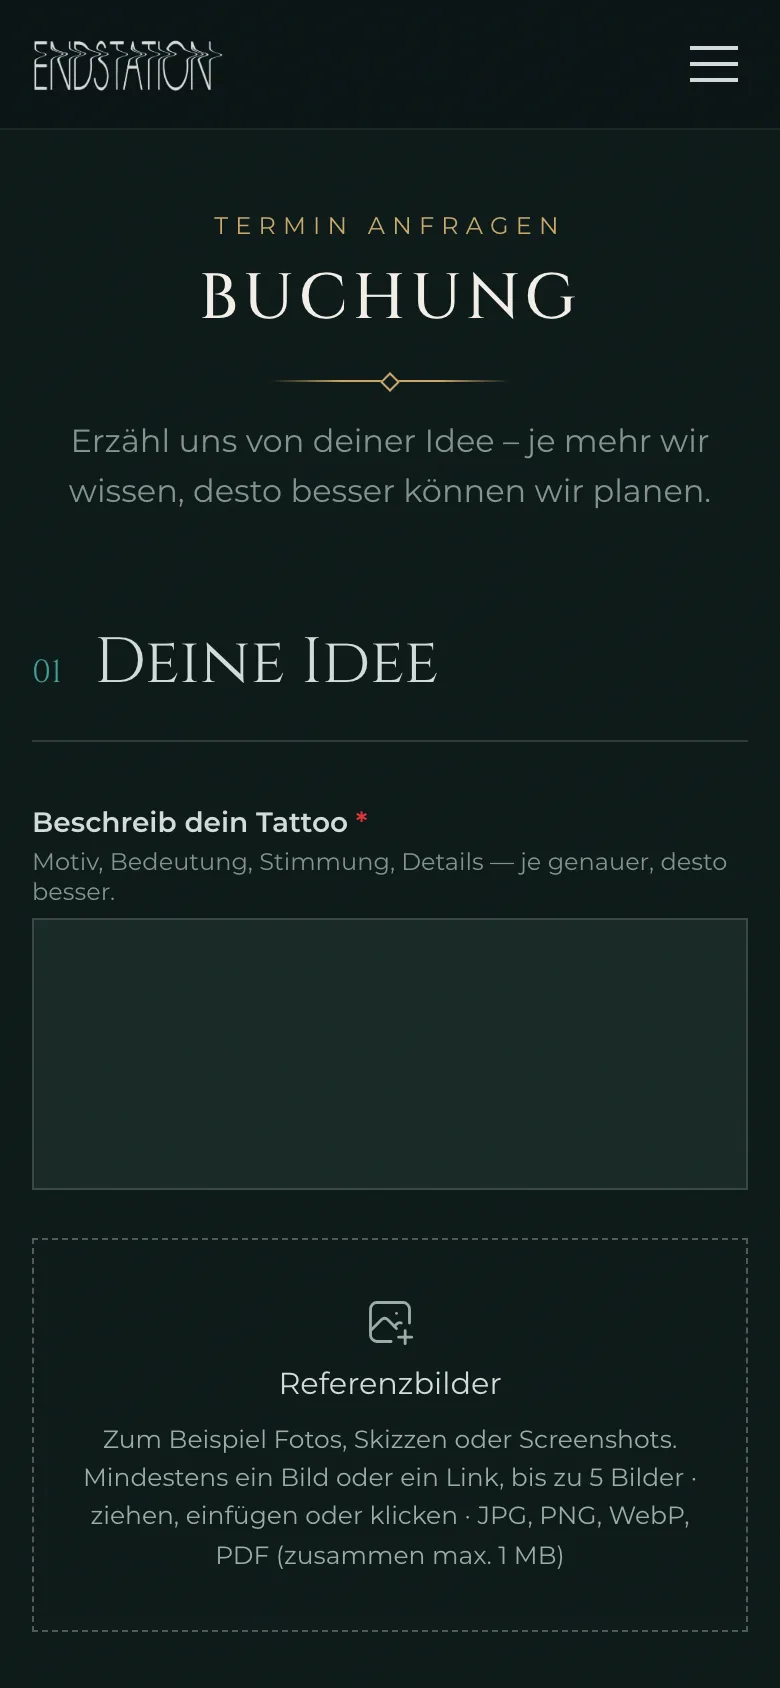 ENDSTATION
TERMIN ANFRAGEN
BUCHUNG
Erzähl uns von deiner Idee – je mehr wir
wissen, desto besser können wir planen.
01 Deine Idee
Beschreib dein Tattoo *
Motiv, Bedeutung, Stimmung, Details — je genauer, desto
besser.
Referenzbilder
Zum Beispiel Fotos, Skizzen oder Screenshots.
Mindestens ein Bild oder ein Link, bis zu 5 Bilder ·
ziehen, einfügen oder klicken · JPG, PNG, WebP,
PDF (zusammen max. 1 MB)